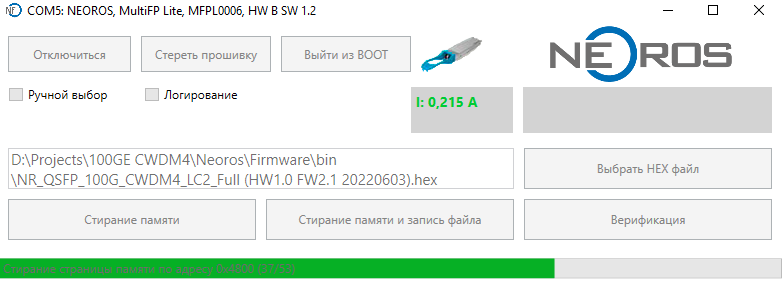 COM5: NEOROS, MultiFP Lite, MFPL0006, HW B SW 1.2
Отключиться
Стереть прошивку
Выйти из BOOT
NEOROS
Ручной выбор
Логирование
I: 0,215 A
D:\Projects\100GE CWDM4\Neoros\Firmware\bin
\NR_QSFP_100G_CWDM4_LC2_Full (HW1.0 FW2.1 20220603).hex
Выбрать HEX файл
Стирание памяти
Стирание памяти и запись файла
Верификация
Стирание страницы памяти по адресу 0x4800 (37/53)